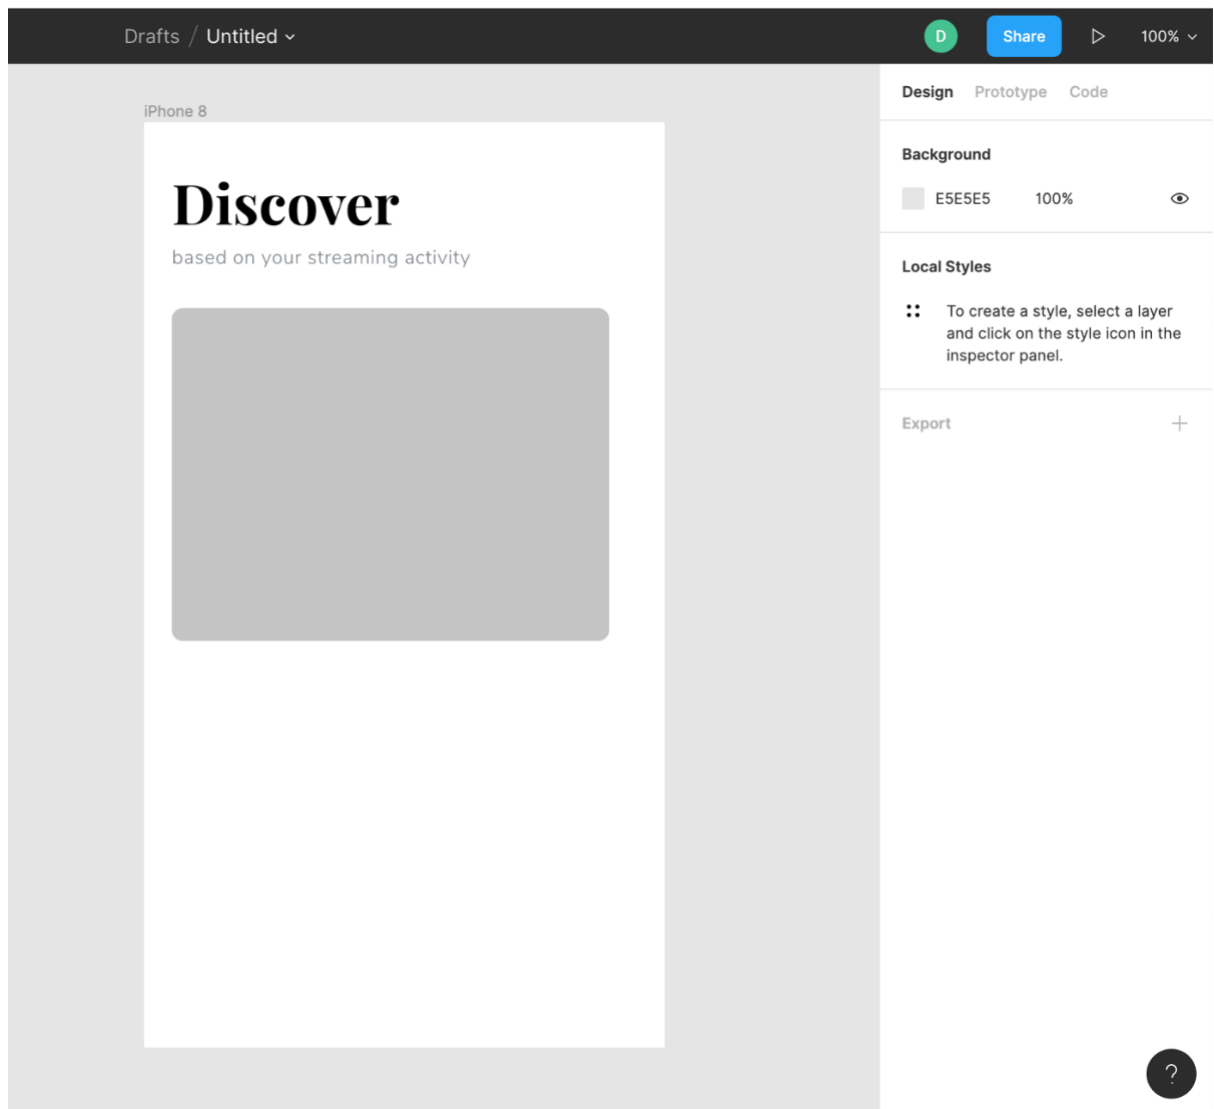 Drafts / Untitled
D
Share
100%
Design Prototype Code
iPhone 8
Discover
based on your streaming activity
Background
E5E5E5 100%
Local Styles
To create a style, select a layer
and click on the style icon in the
inspector panel.
Export
?